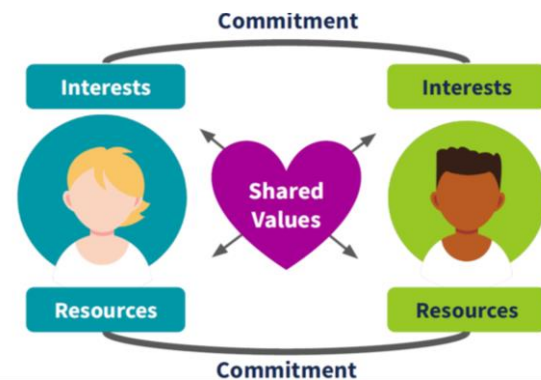 Commitment
Interests
Interests
Shared
Values
Resources
Resources
Commitment